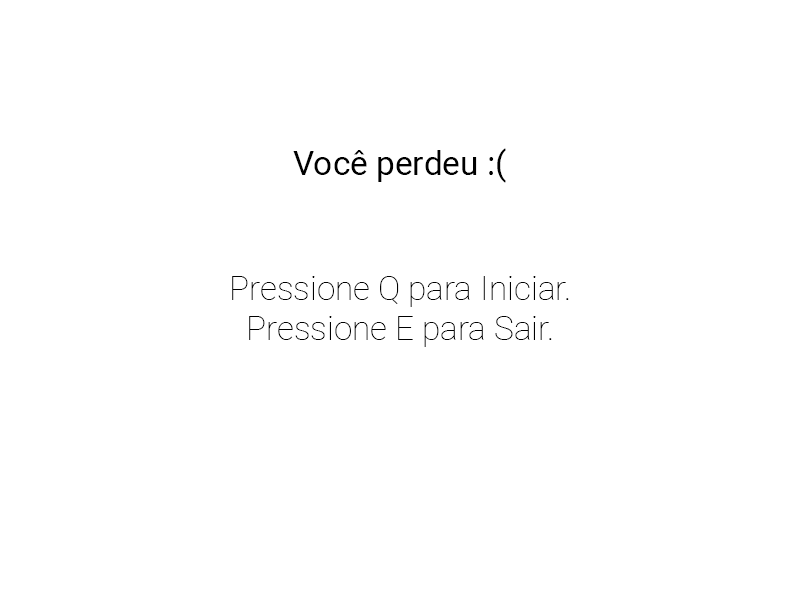 Você perdeu :(
Pressione Q para Iniciar.
Pressione E para Sair.